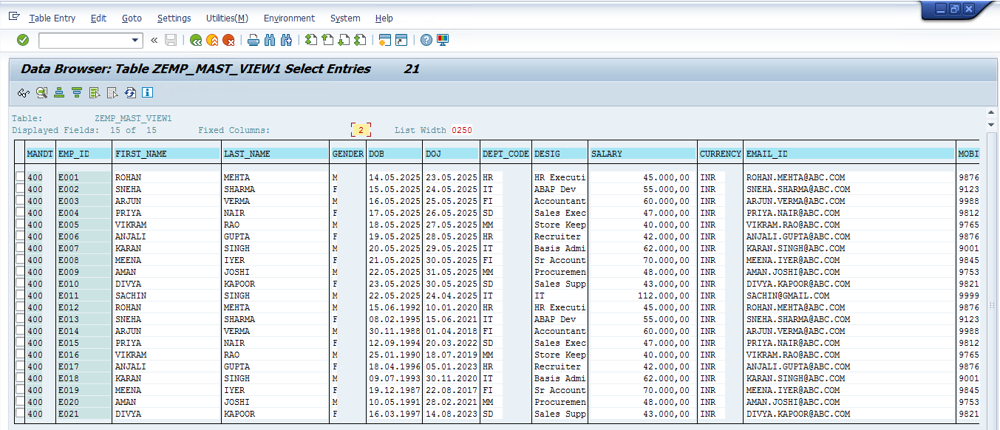 Table Entry Edit Goto Settings Utilities(M) Environment System Help
Data Browser: Table ZEMP_MAST_VIEW1 Select Entries 21
Table: ZEMP_MAST_VIEW1
Displayed Fields: 15 of 15 Fixed Columns: 2 List Width 0250
MANDT EMP_ID FIRST_NAME LAST_NAME GENDER DOB DOJ DEPT_CODE DESIG SALARY CURRENCY EMAIL_ID MOBI
400 E001 ROHAN MEHTA M 14.05.2025 23.05.2025 HR HR Executi 45.000,00 INR ROHAN.MEHTA@ABC.COM 9876
400 E002 SNEHA SHARMA F 15.05.2025 24.05.2025 IT ABAP Dev 55.000,00 INR SNEHA.SHARMA@ABC.COM 9123
400 E003 ARJUN VERMA M 16.05.2025 25.05.2025 FI Accountant 60.000,00 INR ARJUN.VERMA@ABC.COM 9988
400 E004 PRIYA NAIR F 17.05.2025 26.05.2025 SD Sales Exec 47.000,00 INR PRIYA.NAIR@ABC.COM 9812
400 E005 VIKRAM RAO M 18.05.2025 27.05.2025 MM Store Keep 40.000,00 INR VIKRAM.RAO@ABC.COM 9765
400 E006 ANJALI GUPTA F 19.05.2025 28.05.2025 HR Recruiter 42.000,00 INR ANJALI.GUPTA@ABC.COM 9876
400 E007 KARAN SINGH M 20.05.2025 29.05.2025 IT Basis Admi 62.000,00 INR KARAN.SINGH@ABC.COM 9001
400 E008 MEENA IYER F 21.05.2025 30.05.2025 FI Sr Account 70.000,00 INR MEENA.IYER@ABC.COM 9845
400 E009 AMAN JOSHI M 22.05.2025 31.05.2025 MM Procuremen 48.000,00 INR AMAN.JOSHI@ABC.COM 9753
400 E010 DIVYA KAPOOR F 23.05.2025 30.05.2025 SD Sales Supp 43.000,00 INR DIVYA.KAPOOR@ABC.COM 9821
400 E011 SACHIN SINGH M 22.05.2025 24.04.2025 IT IT 112.000,00 INR SACHIN@GMAIL.COM 9999
400 E012 ROHAN MEHTA M 15.06.1992 10.01.2020 HR HR Executi 45.000,00 INR ROHAN.MEHTA@ABC.COM 9876
400 E013 SNEHA SHARMA F 08.02.1995 15.06.2021 IT ABAP Dev 55.000,00 INR SNEHA.SHARMA@ABC.COM 9123
400 E014 ARJUN VERMA M 30.11.1988 01.04.2018 FI Accountant 60.000,00 INR ARJUN.VERMA@ABC.COM 9988
400 E015 PRIYA NAIR F 12.09.1994 20.03.2022 SD Sales Exec 47.000,00 INR PRIYA.NAIR@ABC.COM 9812
400 E016 VIKRAM RAO M 25.01.1990 18.07.2019 MM Store Keep 40.000,00 INR VIKRAM.RAO@ABC.COM 9765
400 E017 ANJALI GUPTA F 18.04.1996 05.01.2023 HR Recruiter 42.000,00 INR ANJALI.GUPTA@ABC.COM 9876
400 E018 KARAN SINGH M 09.07.1993 30.11.2020 IT Basis Admi 62.000,00 INR KARAN.SINGH@ABC.COM 9001
400 E019 MEENA IYER F 19.12.1987 22.08.2017 FI Sr Account 70.000,00 INR MEENA.IYER@ABC.COM 9845
400 E020 AMAN JOSHI M 10.05.1991 28.02.2021 MM Procuremen 48.000,00 INR AMAN.JOSHI@ABC.COM 9753
400 E021 DIVYA KAPOOR F 16.03.1997 14.08.2023 SD Sales Supp 43.000,00 INR DIVYA.KAPOOR@ABC.COM 9821